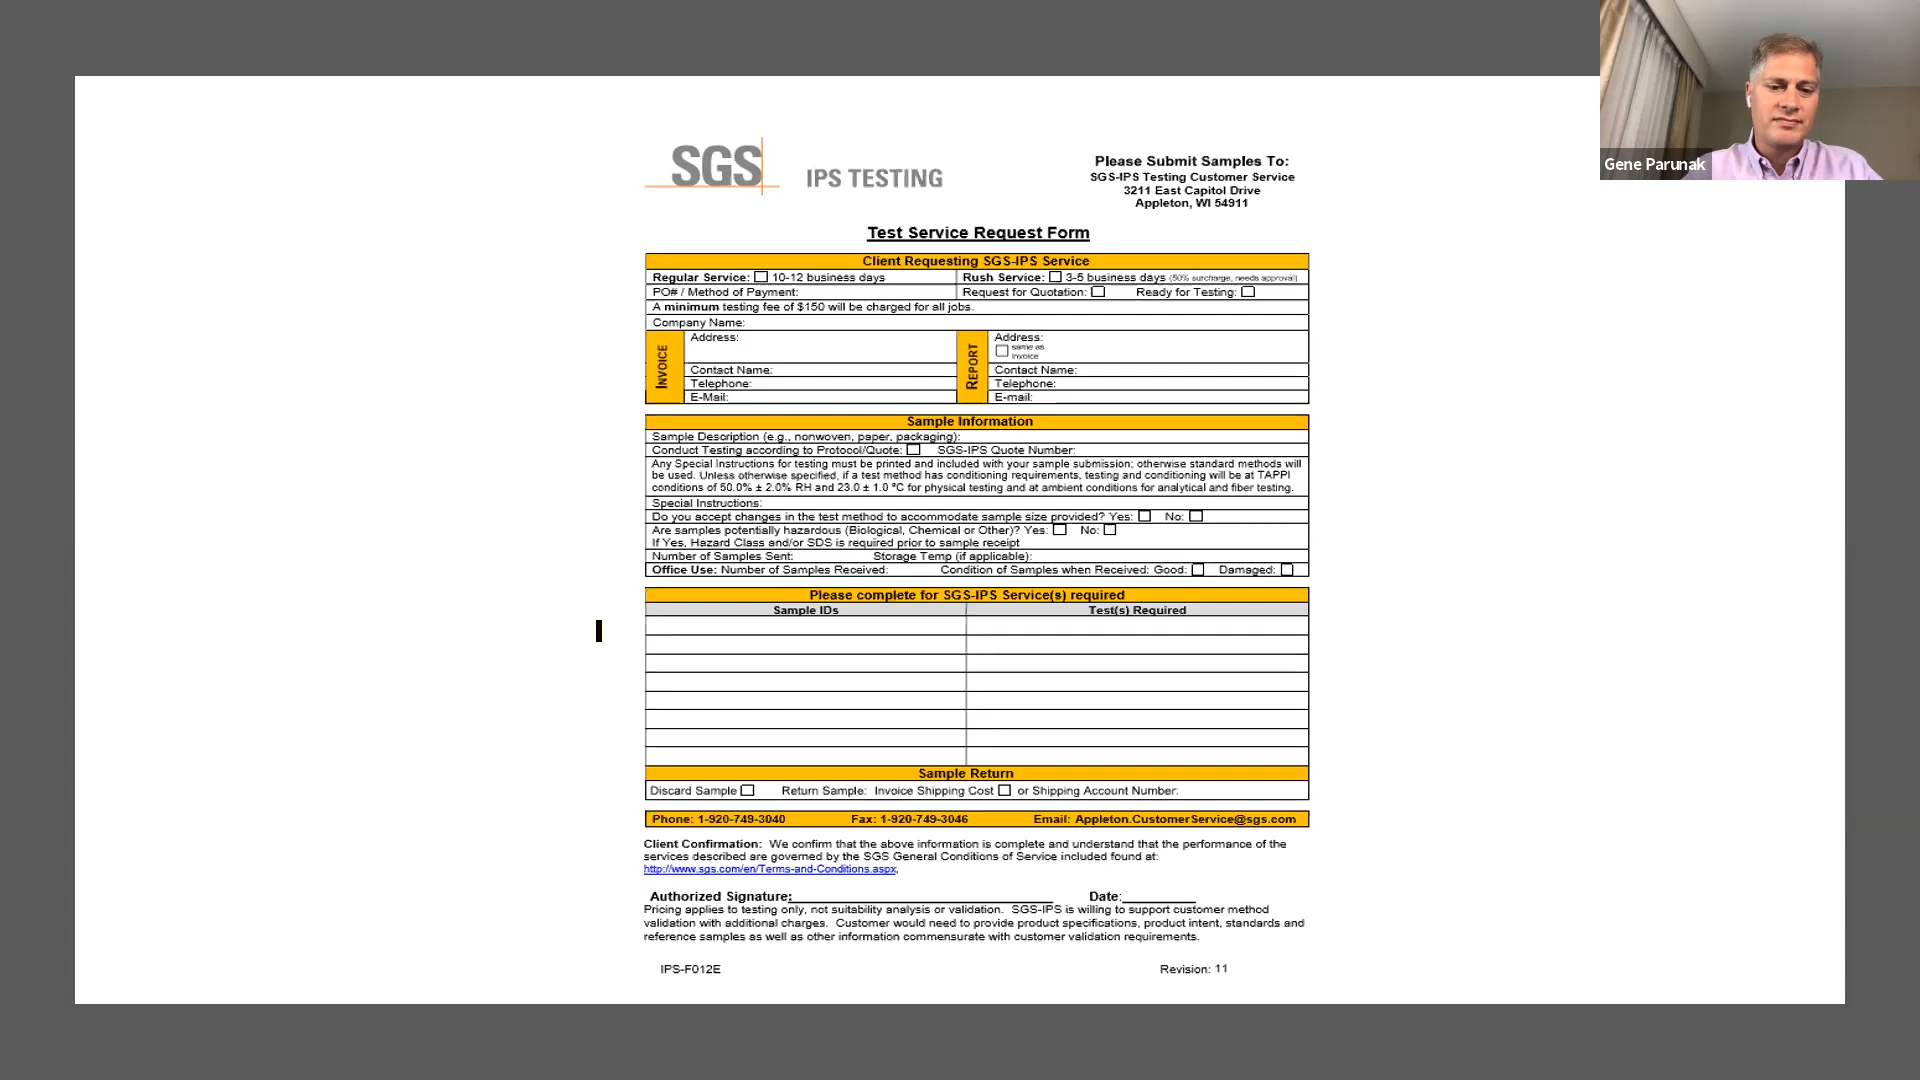 Gene Parunak
SGS
IPS TESTING
Please Submit Samples To:
SGS-IPS Testing Customer Service
3211 East Capitol Drive
Appleton, WI 54911
Test Service Request Form
Client Requesting SGS-IPS Service
Regular Service: 10-12 business days Rush Service: 3-5 business days (50% surcharge, needs approval)
PO# / Method of Payment: Request for Quotation: Ready for Testing:
A minimum testing fee of $150 will be charged for all jobs.
Company Name:
INVOICE
Address:
Contact Name:
Telephone:
E-Mail:
REPORT
Address:
same as
invoice
Contact Name:
Telephone:
E-mail:
Sample Information
Sample Description (e.g., nonwoven, paper, packaging):
Conduct Testing according to Protocol/Quote: SGS-IPS Quote Number:
Any Special Instructions for testing must be printed and included with your sample submission; otherwise standard methods will
be used. Unless otherwise specified, if a test method has conditioning requirements, testing and conditioning will be at TAPPI
conditions of 50.0% ± 2.0% RH and 23.0 ± 1.0 ºC for physical testing and at ambient conditions for analytical and fiber testing.
Special Instructions:
Do you accept changes in the test method to accommodate sample size provided? Yes: No:
Are samples potentially hazardous (Biological, Chemical or Other)? Yes: No:
If Yes, Hazard Class and/or SDS is required prior to sample receipt
Number of Samples Sent: Storage Temp (if applicable):
Office Use: Number of Samples Received: Condition of Samples when Received: Good: Damaged:
Please complete for SGS-IPS Service(s) required
Sample IDs Test(s) Required
Sample Return
Discard Sample Return Sample: Invoice Shipping Cost or Shipping Account Number:
Phone: 1-920-749-3040 Fax: 1-920-749-3046 Email: Appleton.CustomerService@sgs.com
Client Confirmation: We confirm that the above information is complete and understand that the performance of the
services described are governed by the SGS General Conditions of Service included found at:
http://www.sgs.com/en/Terms-and-Conditions.aspx.
Authorized Signature: Date:
Pricing applies to testing only, not suitability analysis or validation. SGS-IPS is willing to support customer method
validation with additional charges. Customer would need to provide product specifications, product intent, standards and
reference samples as well as other information commensurate with customer validation requirements.
IPS-F012E Revision: 11